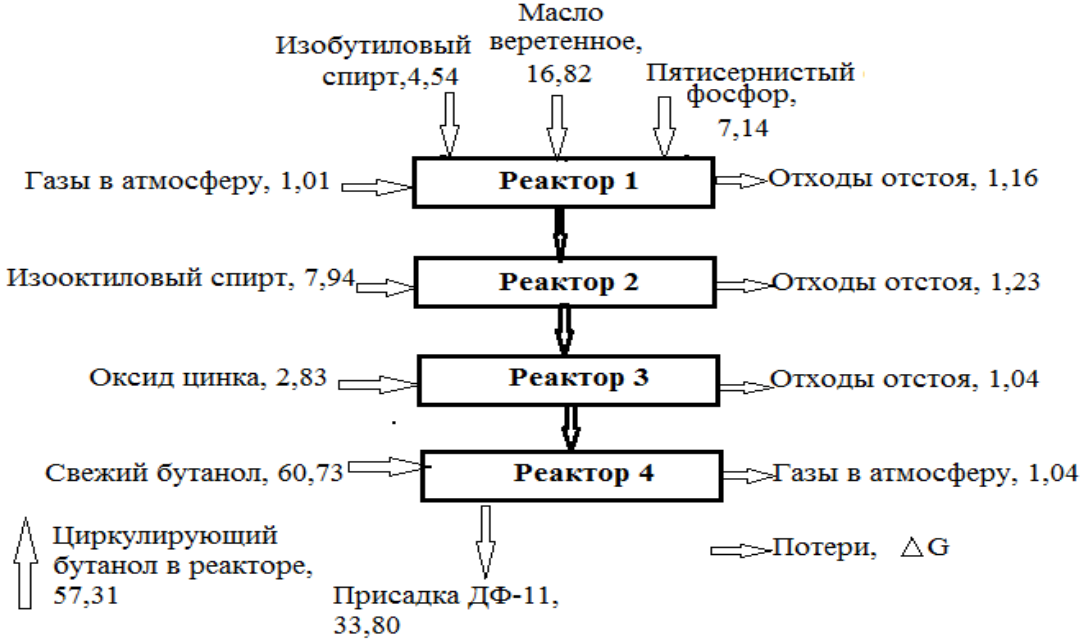 Изобутиловый
спирт,4,54
Масло
веретенное,
16,82
Пятисернистый
фосфор,
7,14
Газы в атмосферу, 1,01
Реактор 1
Отходы отстоя, 1,16
Изооктиловый спирт, 7,94
Реактор 2
Отходы отстоя, 1,23
Оксид цинка, 2,83
Реактор 3
Отходы отстоя, 1,04
Свежий бутанол, 60,73
Реактор 4
Газы в атмосферу, 1,04
Циркулирующий
бутанол в реакторе,
57,31
Присадка ДФ-11,
33,80
Потери, △G